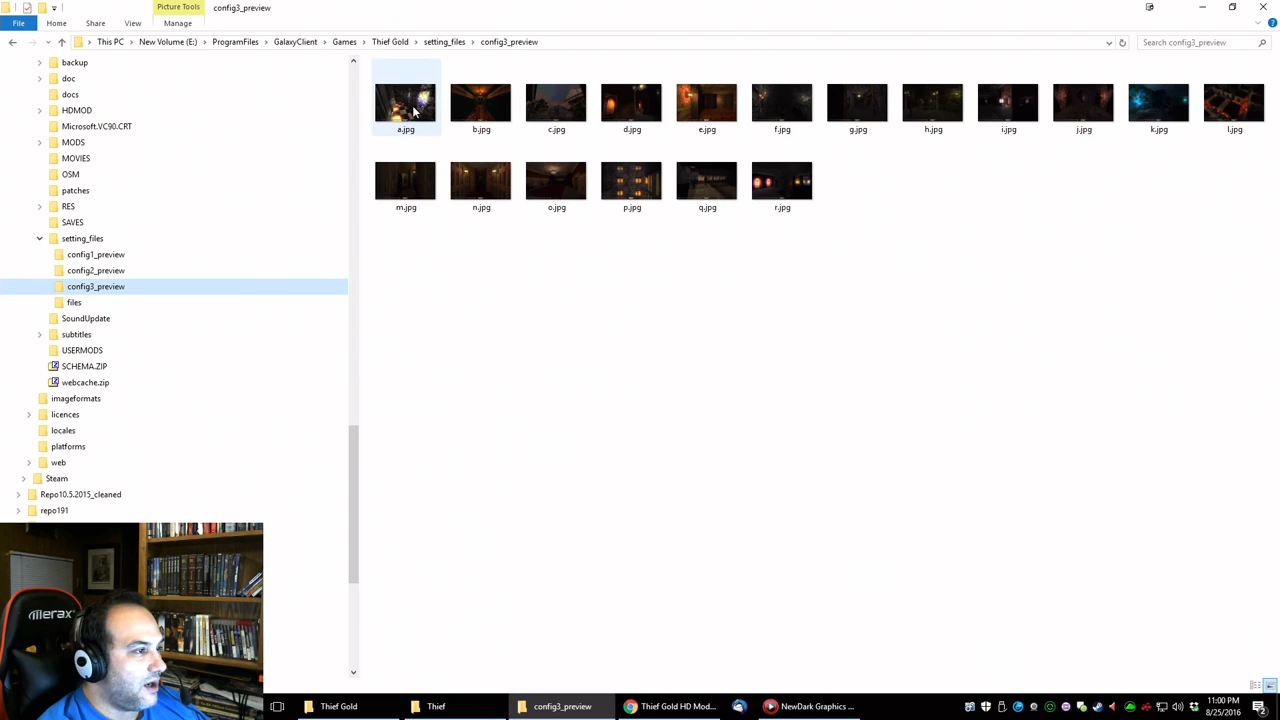 Picture Tools
config3_preview
File
Home
Share
View
Manage
This PC > New Volume (E:) > ProgramFiles > GalaxyClient > Games > Thief Gold > setting_files > config3_preview
Search config3_preview
backup
doc
docs
HDMOD
Microsoft.VC90.CRT
MODS
MOVIES
OSM
patches
RES
SAVES
setting_files
config1_preview
config2_preview
config3_preview
files
SoundUpdate
subtitles
USERMODS
SCHEMA.ZIP
webcache.zip
imageformats
licences
locales
platforms
web
Steam
Repo10.5.2015_cleaned
repo191
a.jpg
b.jpg
c.jpg
d.jpg
e.jpg
f.jpg
g.jpg
h.jpg
i.jpg
j.jpg
k.jpg
l.jpg
m.jpg
n.jpg
o.jpg
p.jpg
q.jpg
r.jpg
merax
Thief Gold
Thief
config3_preview
Thief Gold HD Mod...
NewDark Graphics ...
11:00 PM
8/25/2016
2